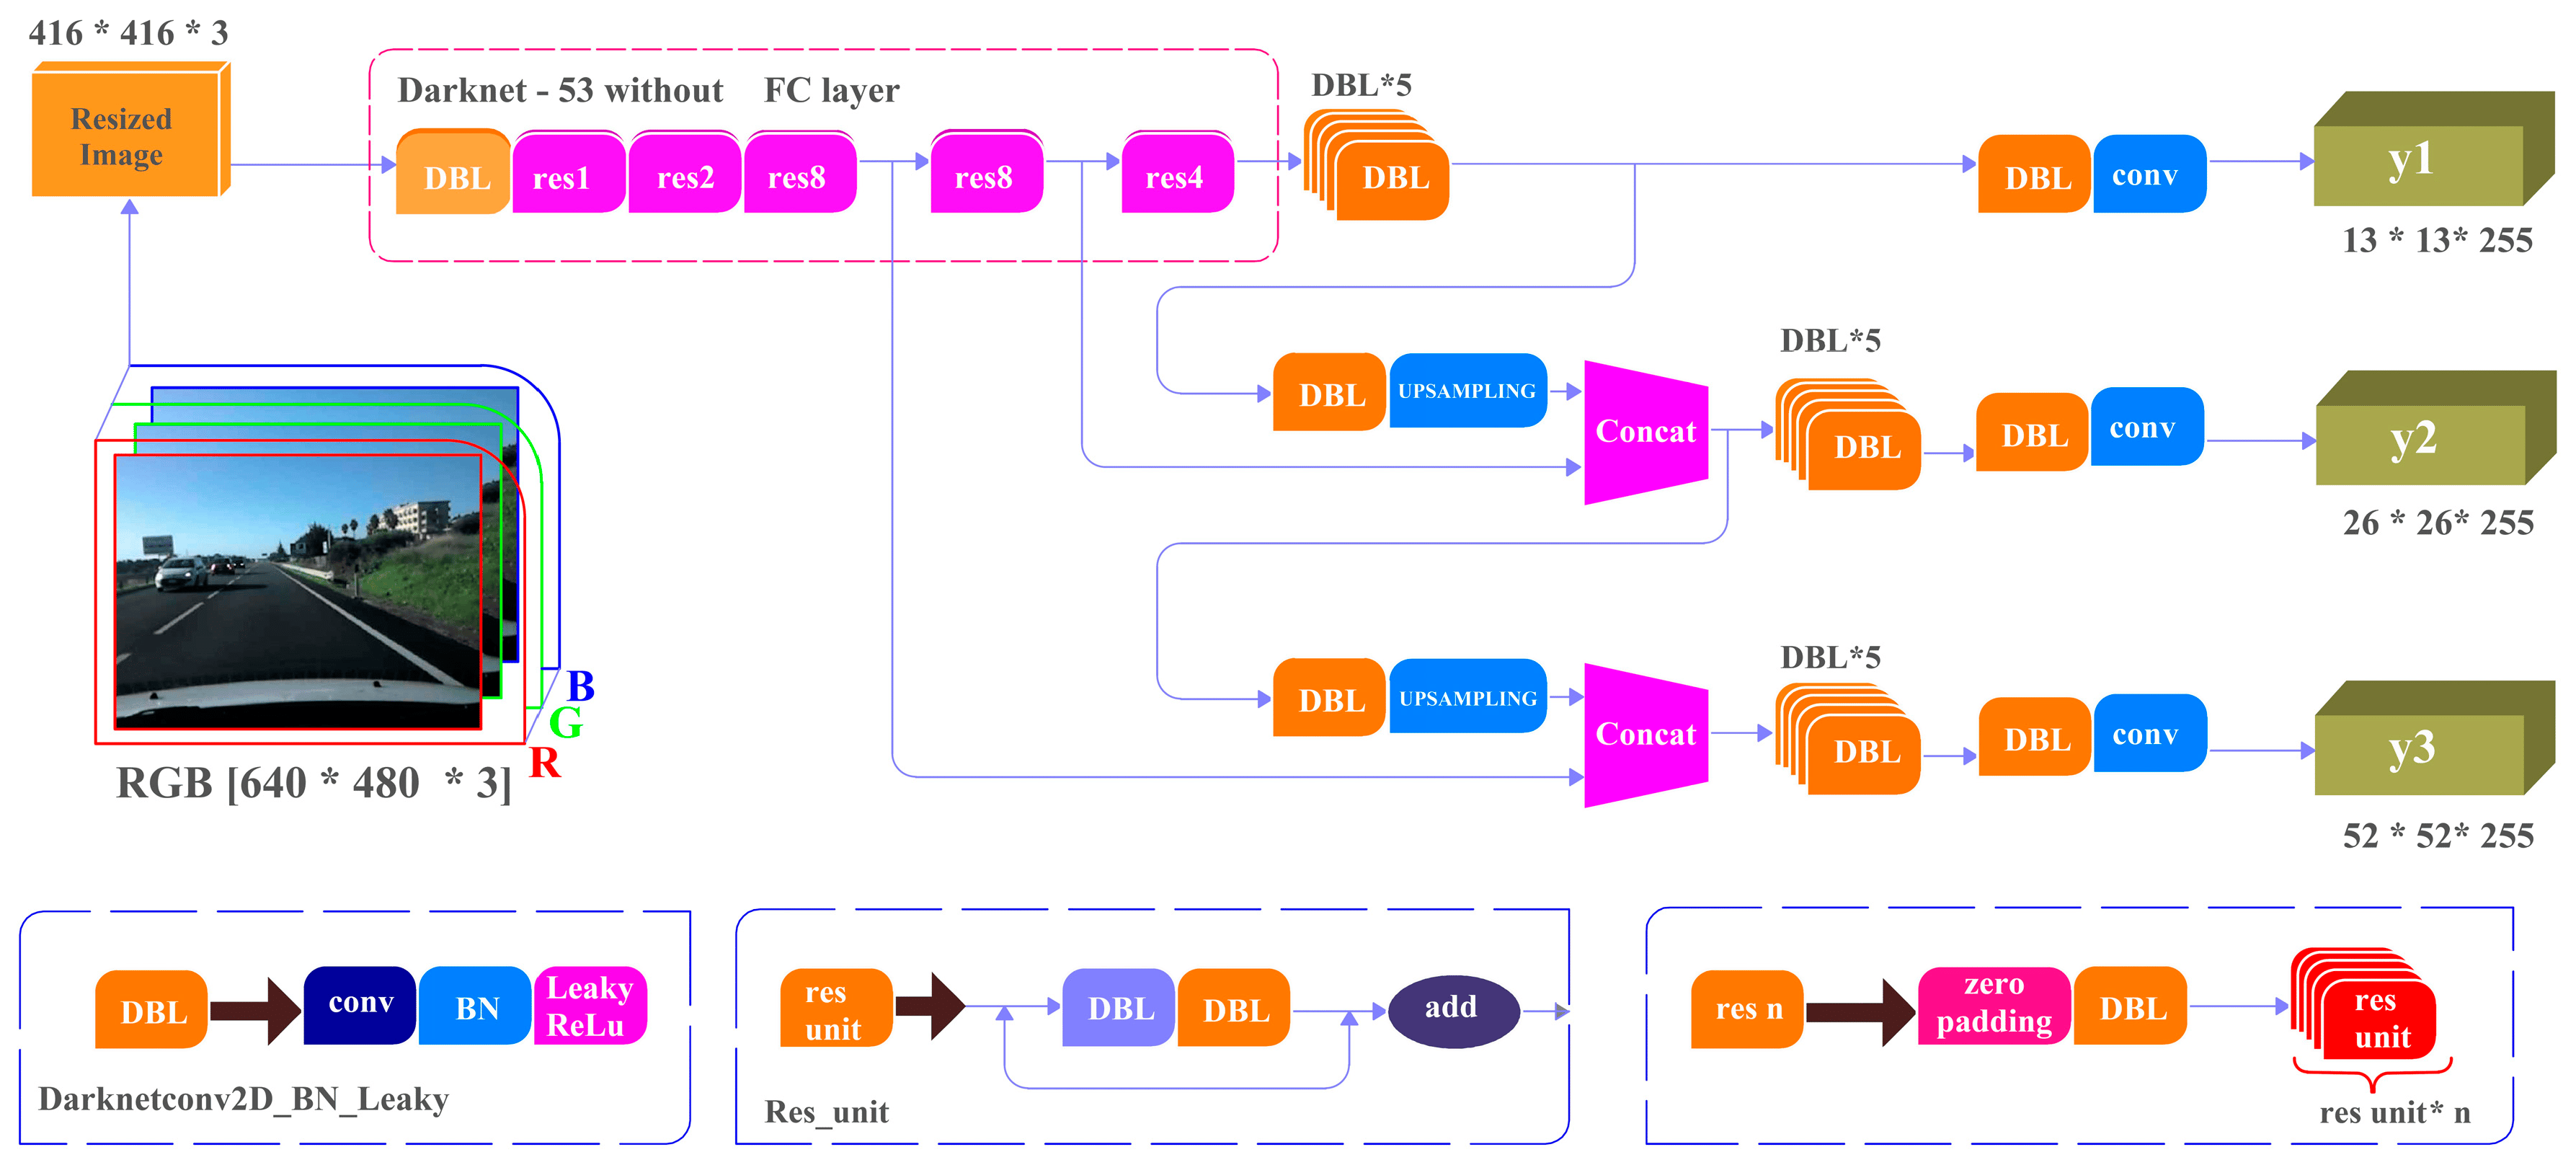 416 * 416 * 3
Resized
Image
Darknet - 53 without FC layer
DBL
res1
res2
res8
res8
res4
DBL*5
DBL
DBL
conv
y1
13 * 13* 255
DBL
UPSAMPLING
Concat
DBL*5
DBL
DBL
conv
y2
26 * 26* 255
B
G
R
RGB [640 * 480 * 3]
DBL
UPSAMPLING
Concat
DBL*5
DBL
DBL
conv
y3
52 * 52* 255
DBL
conv
BN
Leaky
ReLu
Darknetconv2D_BN_Leaky
res
unit
DBL
DBL
add
Res_unit
res n
zero
padding
DBL
res
unit
res unit* n